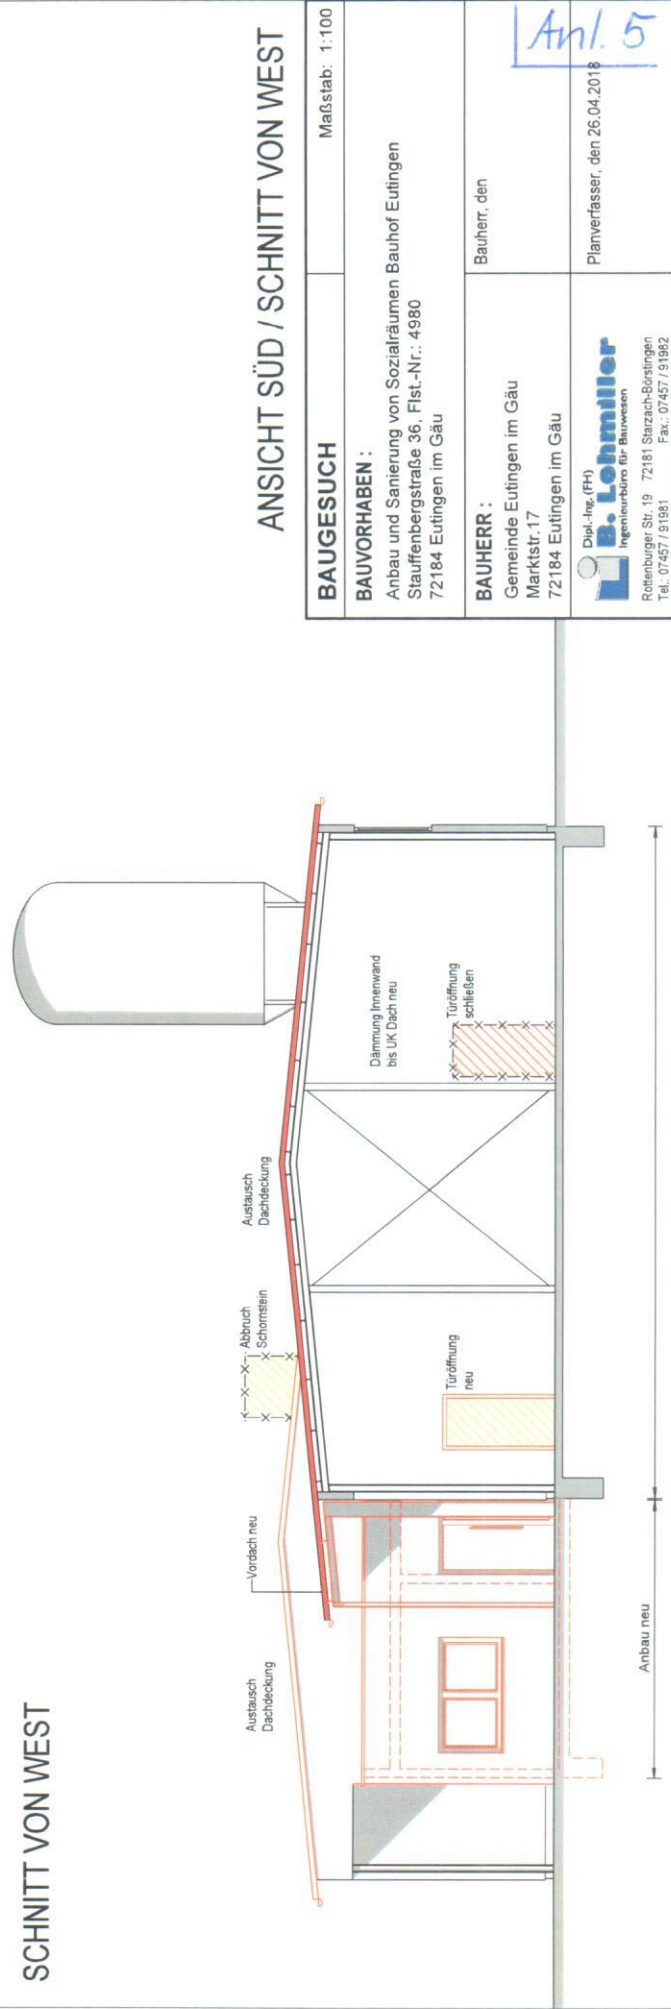 SCHNITT VON WEST
Austausch
Dachdeckung
Vordach neu
Abbruch
Schornstein
Austausch
Dachdeckung
Dämmung Innenwand
bis UK Dach neu
Türöffnung
neu
Türöffnung
schließen
Anbau neu
ANSICHT SÜD / SCHNITT VON WEST
BAUGESUCH
Maßstab: 1:100
BAUVORHABEN :
Anbau und Sanierung von Sozialräumen Bauhof Eutingen
Stauffenbergstraße 36, Flst.-Nr.: 4980
72184 Eutingen im Gäu
BAUHERR :
Gemeinde Eutingen im Gäu
Marktstr.17
72184 Eutingen im Gäu
Bauherr, den
Dipl.-Ing. (FH)
B. Lohmiller
Ingenieurbüro für Bauwesen
Rottenburger Str. 19 72181 Starzach-Börstingen
Tel.: 07457 / 91981 Fax.: 07457 / 91982
Planverfasser, den 26.04.2018
Anl. 5